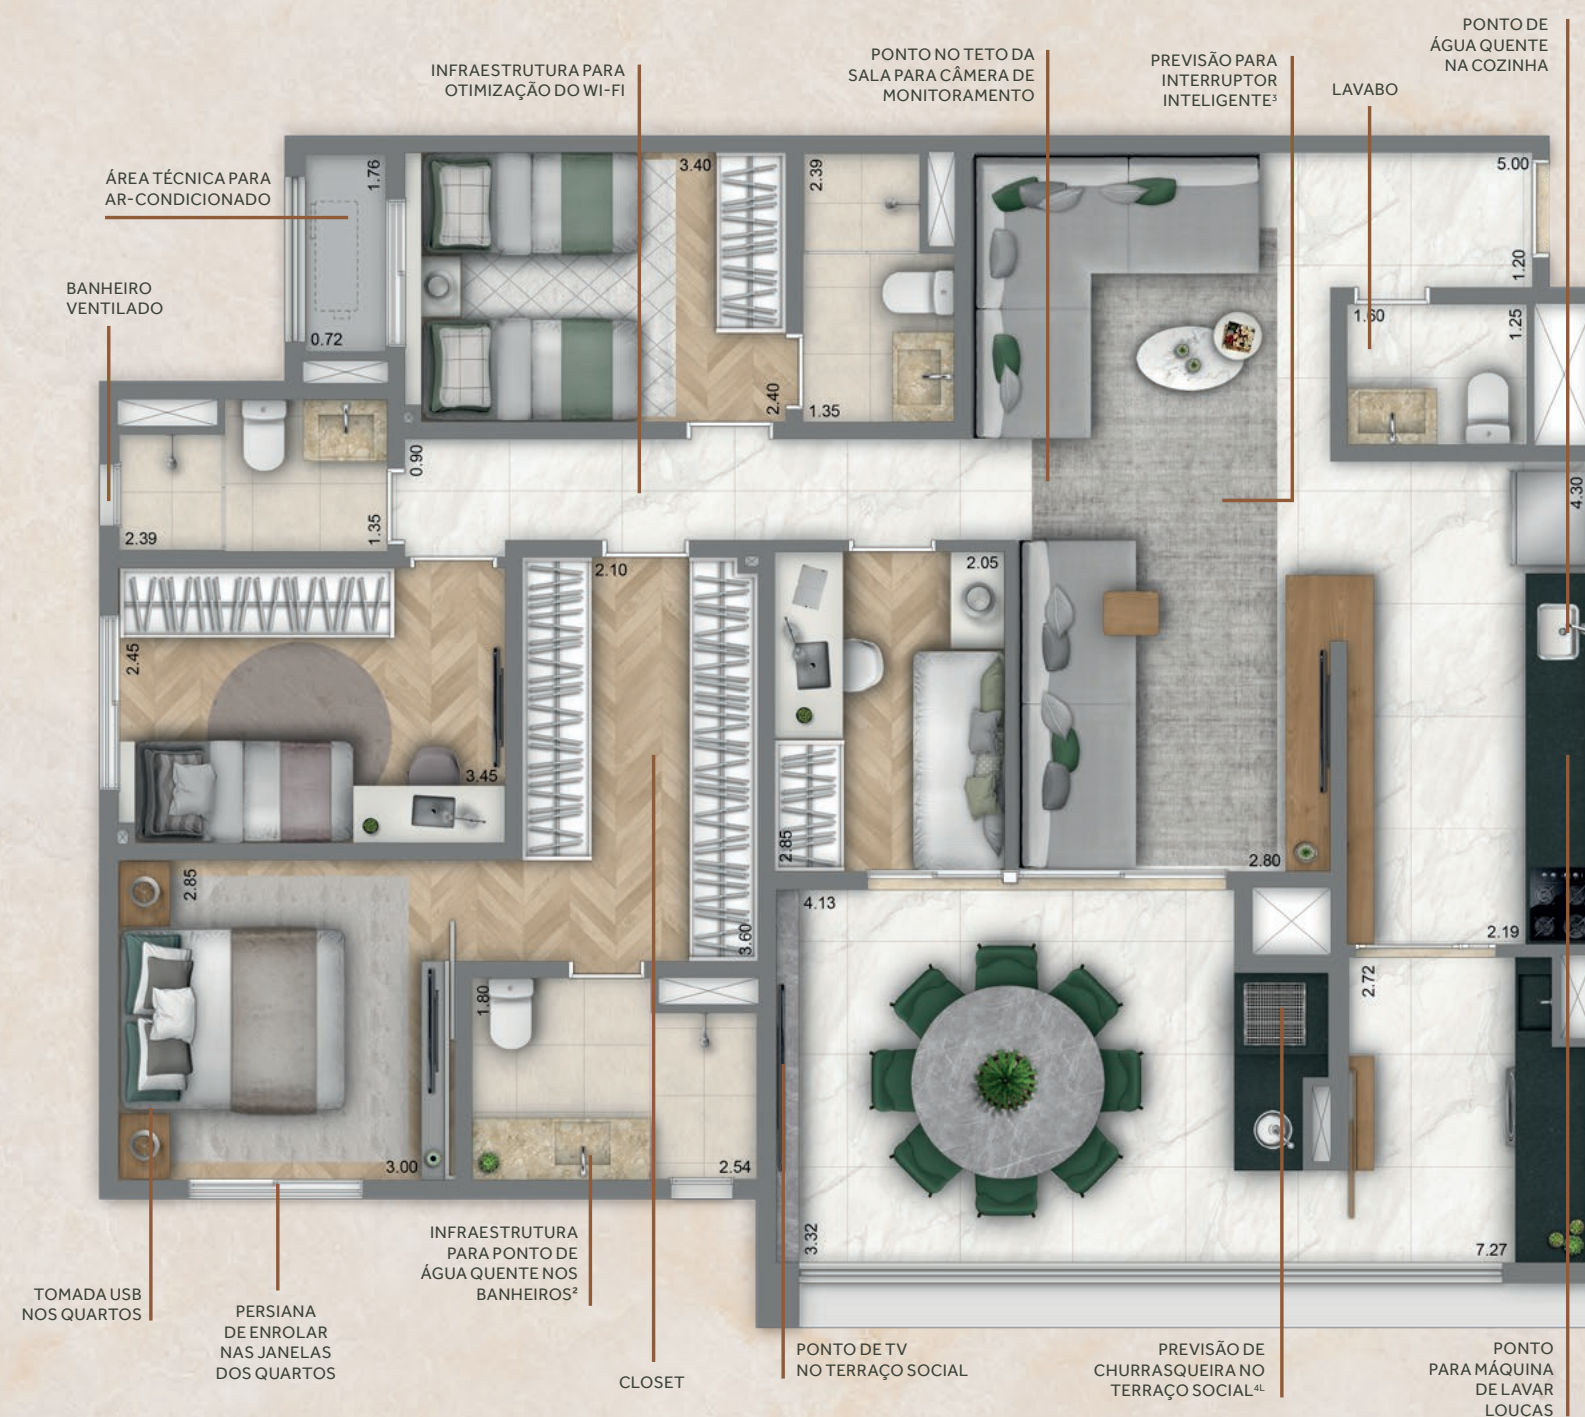 PONTO DE
ÁGUA QUENTE
NA COZINHA
PONTO NO TETO DA
SALA PARA CÂMERA DE
MONITORAMENTO
PREVISÃO PARA
INTERRUPTOR
INTELIGENTE³
LAVABO
INFRAESTRUTURA PARA
OTIMIZAÇÃO DO WI-FI
ÁREA TÉCNICA PARA
AR-CONDICIONADO
BANHEIRO
VENTILADO
1.76
3.40
2.39
5.00
1.20
0.72
1.60
1.25
2.40
1.35
0.90
4.30
2.39
1.35
2.10
2.05
2.45
3.45
2.85
2.80
2.85
4.13
3.60
2.19
2.72
1.80
3.00
2.54
3.32
7.27
TOMADA USB
NOS QUARTOS
PERSIANA
DE ENROLAR
NAS JANELAS
DOS QUARTOS
INFRAESTRUTURA
PARA PONTO DE
ÁGUA QUENTE NOS
BANHEIROS²
CLOSET
PONTO DE TV
NO TERRAÇO SOCIAL
PREVISÃO DE
CHURRASQUEIRA NO
TERRAÇO SOCIAL⁴ᴸ
PONTO
PARA MÁQUINA
DE LAVAR
LOUÇAS